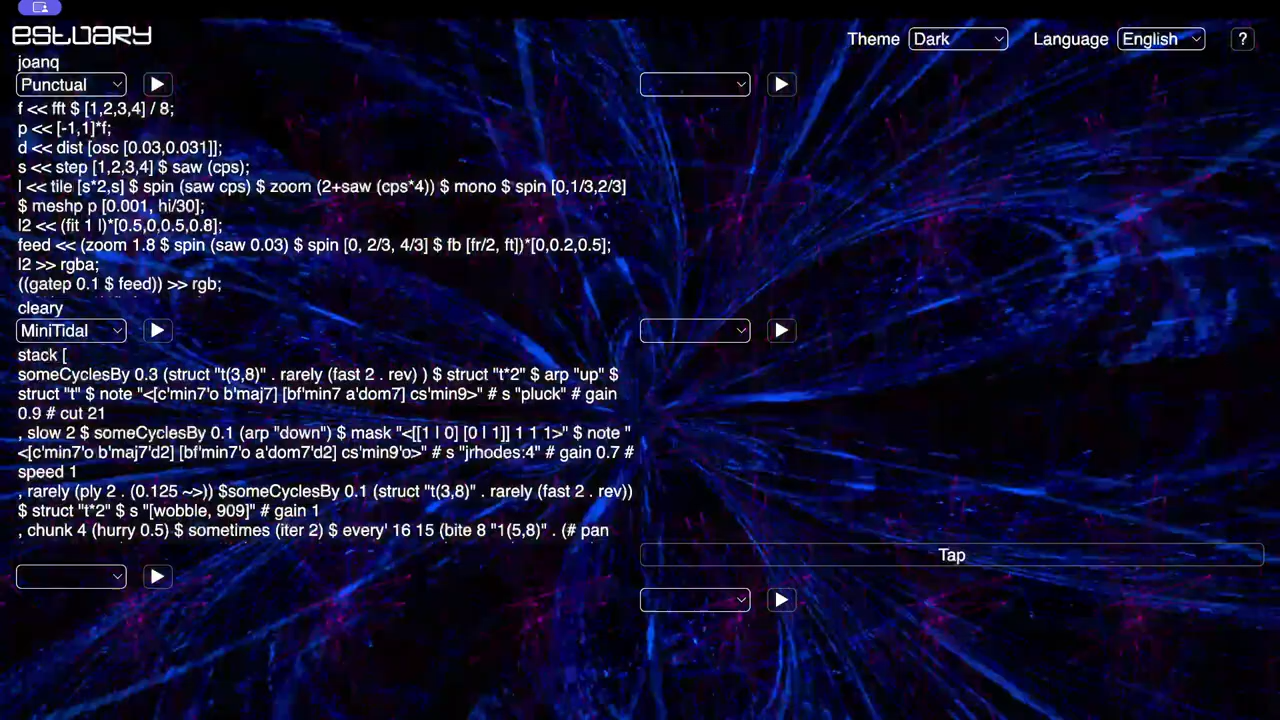 estuary
Theme Dark Language English ?
joanq
Punctual
f << fft $ [1,2,3,4] / 8;
p << [-1,1]*f;
d << dist [osc [0.03,0.031]];
s << step [1,2,3,4] $ saw (cps);
l << tile [s*2,s] $ spin (saw cps) $ zoom (2+saw (cps*4)) $ mono $ spin [0,1/3,2/3]
$ meshp p [0.001, hi/30];
l2 << (fit 1 l)*[0.5,0,0.5,0.8];
feed << (zoom 1.8 $ spin (saw 0.03) $ spin [0, 2/3, 4/3] $ fb [fr/2, ft])*[0,0.2,0.5];
l2 >> rgba;
((gatep 0.1 $ feed)) >> rgb;
cleary
MiniTidal
stack [
someCyclesBy 0.3 (struct "t(3,8)" . rarely (fast 2 . rev) ) $ struct "t*2" $ arp "up" $
struct "t" $ note "<[c'min7'o b'maj7] [bf'min7 a'dom7] cs'min9>" # s "pluck" # gain
0.9 # cut 21
, slow 2 $ someCyclesBy 0.1 (arp "down") $ mask "<[[1 | 0] [0 | 1]] 1 1 1>" $ note "
<[c'min7'o b'maj7'd2] [bf'min7'o a'dom7'd2] cs'min9'o>" # s "jrhodes:4" # gain 0.7 #
speed 1
, rarely (ply 2 . (0.125 ~>)) $someCyclesBy 0.1 (struct "t(3,8)" . rarely (fast 2 . rev))
$ struct "t*2" $ s "[wobble, 909]" # gain 1
, chunk 4 (hurry 0.5) $ sometimes (iter 2) $ every' 16 15 (bite 8 "1(5,8)" . (# pan
Tap